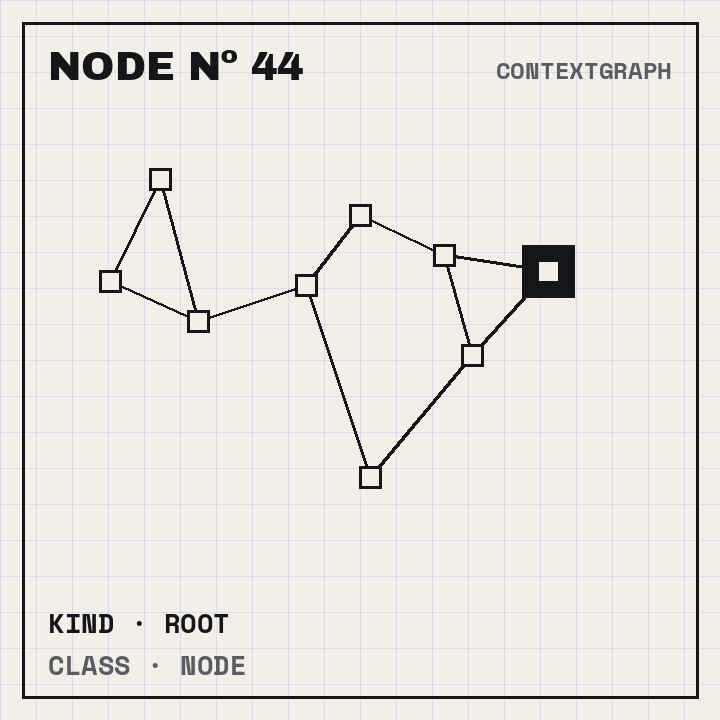 NODE Nº 44
CONTEXTGRAPH
KIND · ROOT
CLASS · NODE